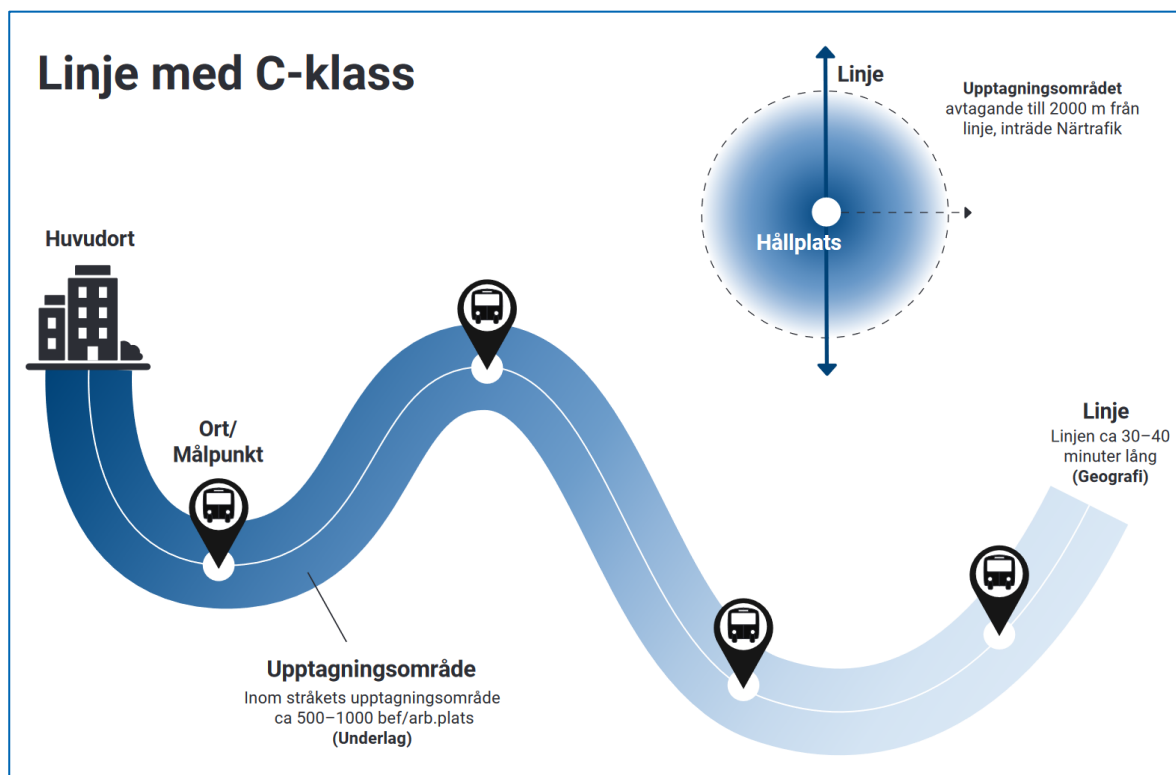 Linje med C-klass
Linje
Upptagningsområdet
avtagande till 2000 m från
linje, inträde Närtrafik
Hållplats
Huvudort
Ort/
Målpunkt
Linje
Linjen ca 30–40
minuter lång
(Geografi)
Upptagningsområde
Inom stråkets upptagningsområde
ca 500–1000 bef/arb.plats
(Underlag)